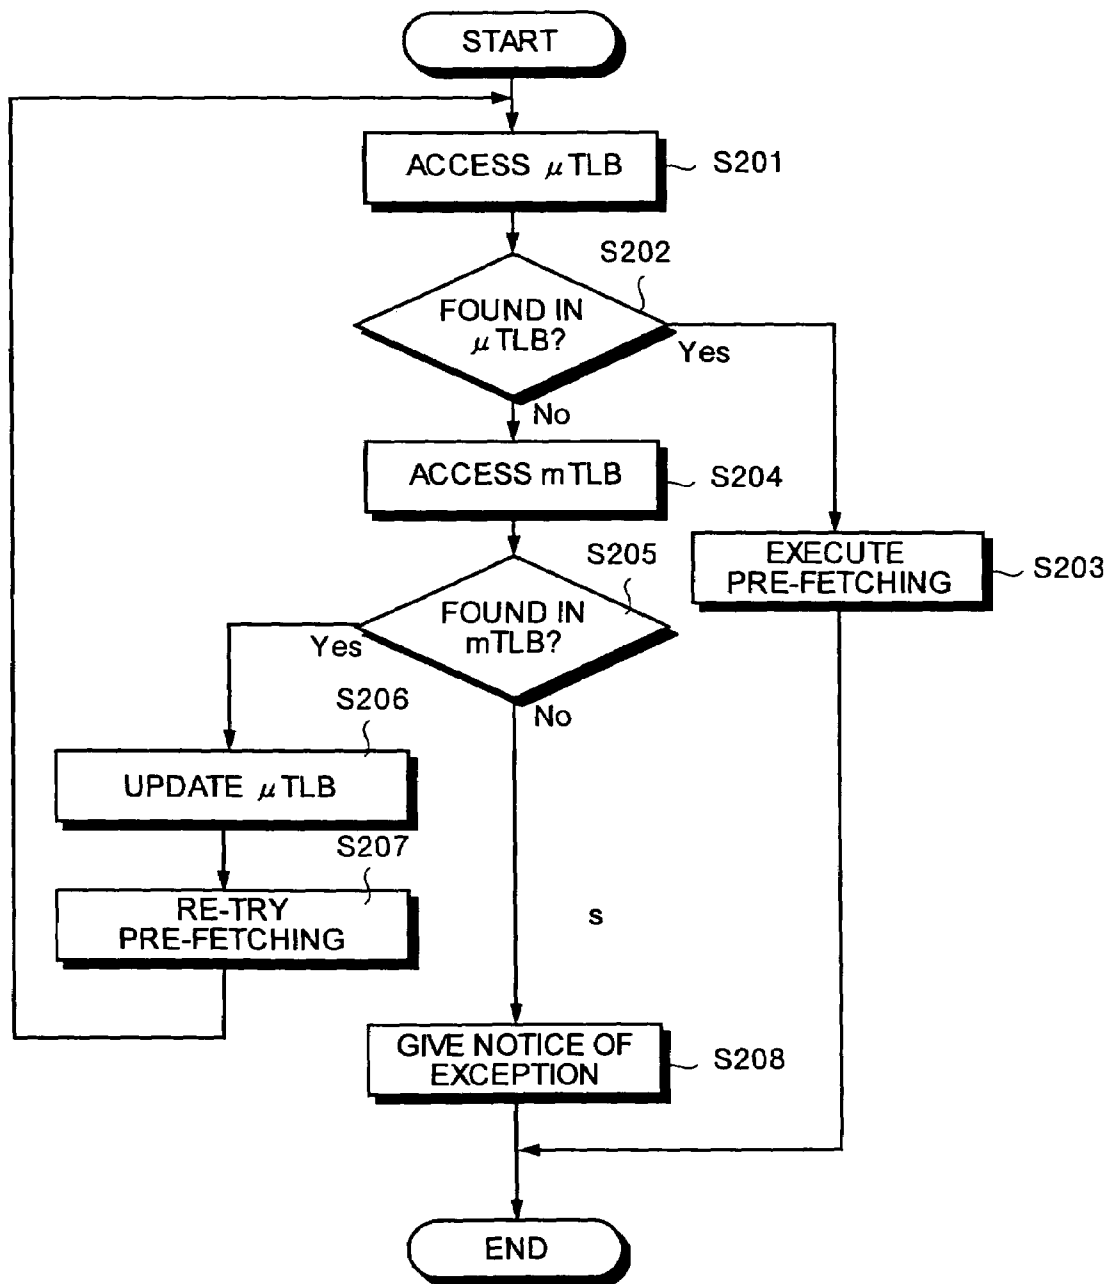 START
ACCESS μTLB
S201
S202
FOUND IN
μTLB?
Yes
No
ACCESS mTLB
S204
EXECUTE
PRE-FETCHING
S203
S205
FOUND IN
mTLB?
Yes
No
S206
UPDATE μTLB
S207
RE-TRY
PRE-FETCHING
s
GIVE NOTICE OF
EXCEPTION
S208
END